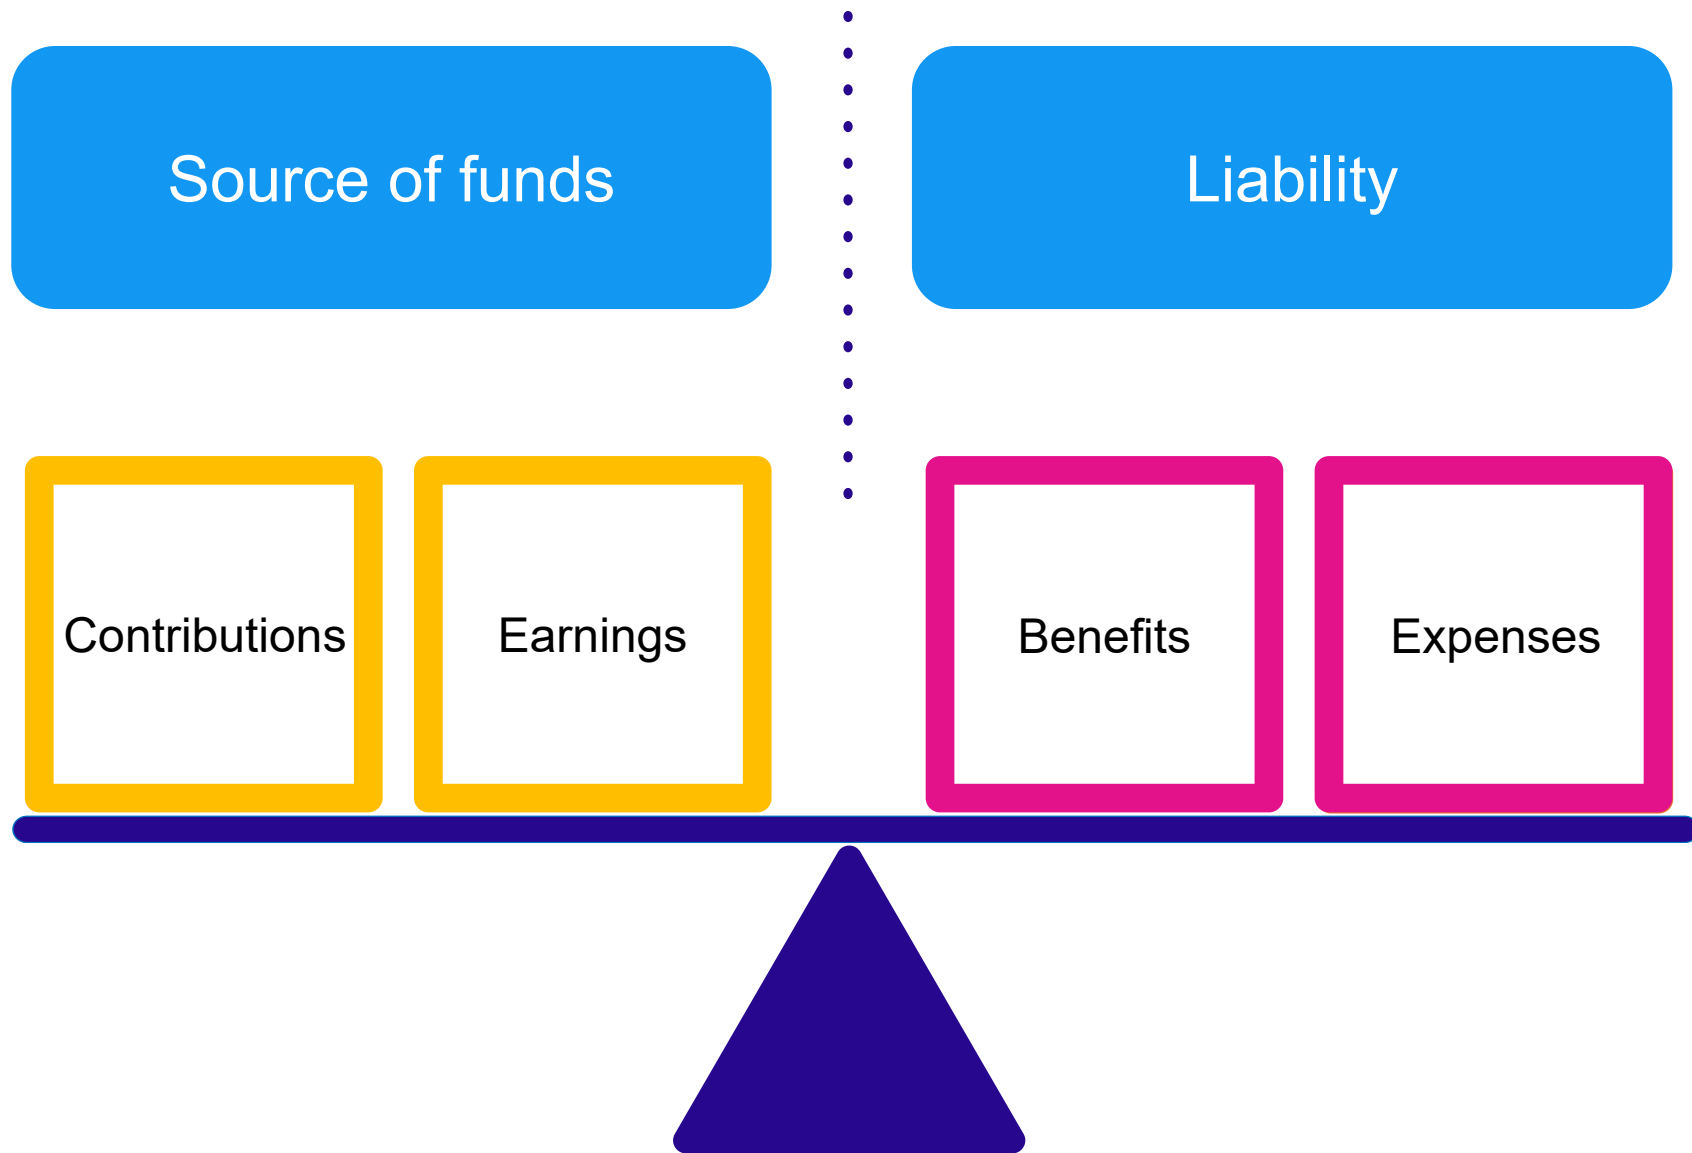 Source of funds
Liability
Contributions
Earnings
Benefits
Expenses